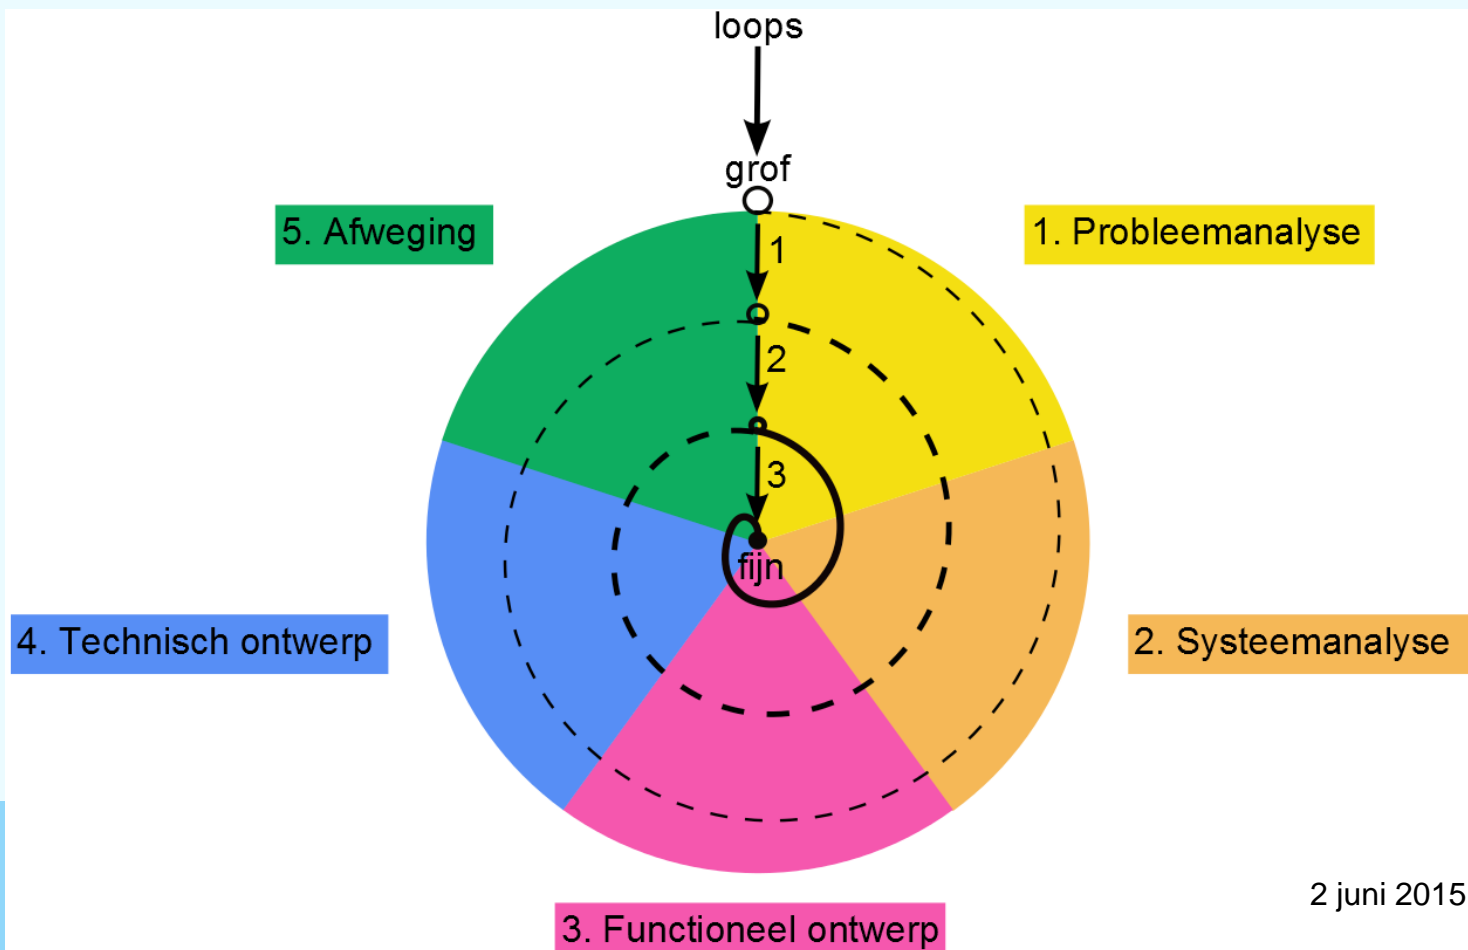 loops
grof
5. Afweging
1. Probleemanalyse
1
2
3
fijn
4. Technisch ontwerp
2. Systeemanalyse
2 juni 2015
3. Functioneel ontwerp